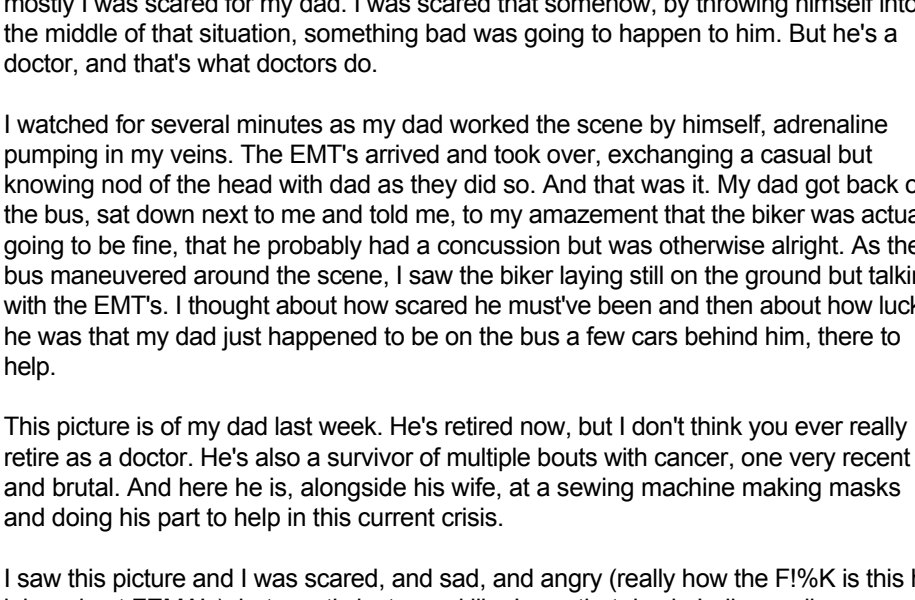 mostly I was scared for my dad. I was scared that somehow, by throwing himself into
the middle of that situation, something bad was going to happen to him. But he's a
doctor, and that's what doctors do.
I watched for several minutes as my dad worked the scene by himself, adrenaline
pumping in my veins. The EMT's arrived and took over, exchanging a casual but
knowing nod of the head with dad as they did so. And that was it. My dad got back
the bus, sat down next to me and told me, to my amazement that the biker was
going to be fine, that he probably had a concussion but was otherwise alright. As the
bus maneuvered around the scene, I saw the biker laying still on the ground but
with the EMT's. I thought about how scared he must've been and then about how
he was that my dad just happened to be on the bus a few cars behind him, there to
help.
This picture is of my dad last week. He's retired now, but I don't think you ever really
retire as a doctor. He's also a survivor of multiple bouts with cancer, one very recent
and brutal. And here he is, alongside his wife, at a sewing machine making masks
and doing his part to help in this current crisis.
I saw this picture and I was scared, and sad, and angry (really how the F!%K is this